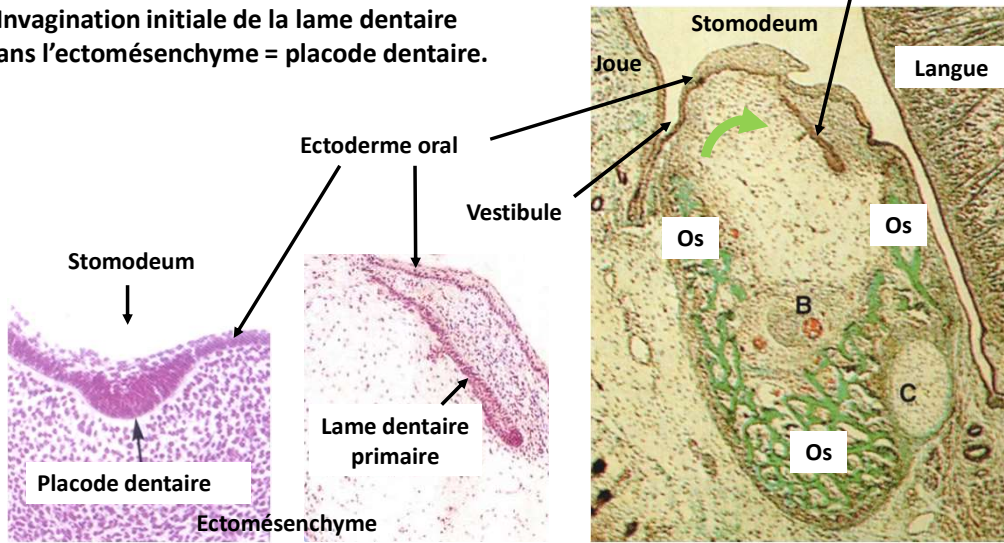 Invagination initiale de la lame dentaire
ans l'ectomésenchyme = placode dentaire.
Stomodeum
Joue
Langue
Ectoderme oral
Vestibule
Os
Os
Stomodeum
B
C
Lame dentaire
primaire
Os
Placode dentaire
Ectomésenchyme